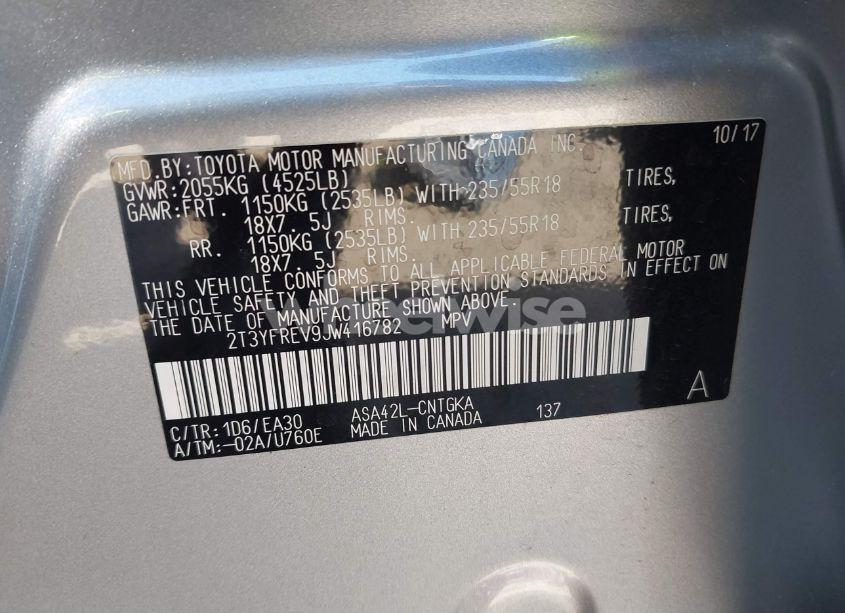 10/17
MFD.BY:TOYOTA MOTOR MANUFACTURING CANADA INC.
GVWR:2055KG (4525LB)
GAWR:FRT. 1150KG (2535LB) WITH 235/55R18 TIRES,
18X7.5J RIMS.
RR. 1150KG (2535LB) WITH 235/55R18 TIRES,
18X7.5J RIMS.
THIS VEHICLE CONFORMS TO ALL APPLICABLE FEDERAL MOTOR
VEHICLE SAFETY AND THEFT PREVENTION STANDARDS IN EFFECT ON
THE DATE OF MANUFACTURE SHOWN ABOVE.
2T3YFREV9JW416782 MPV
wheelwise
A
C/TR:1D6/EA30 ASA42L-CNTGKA 137
A/TM:-02A/U760E MADE IN CANADA